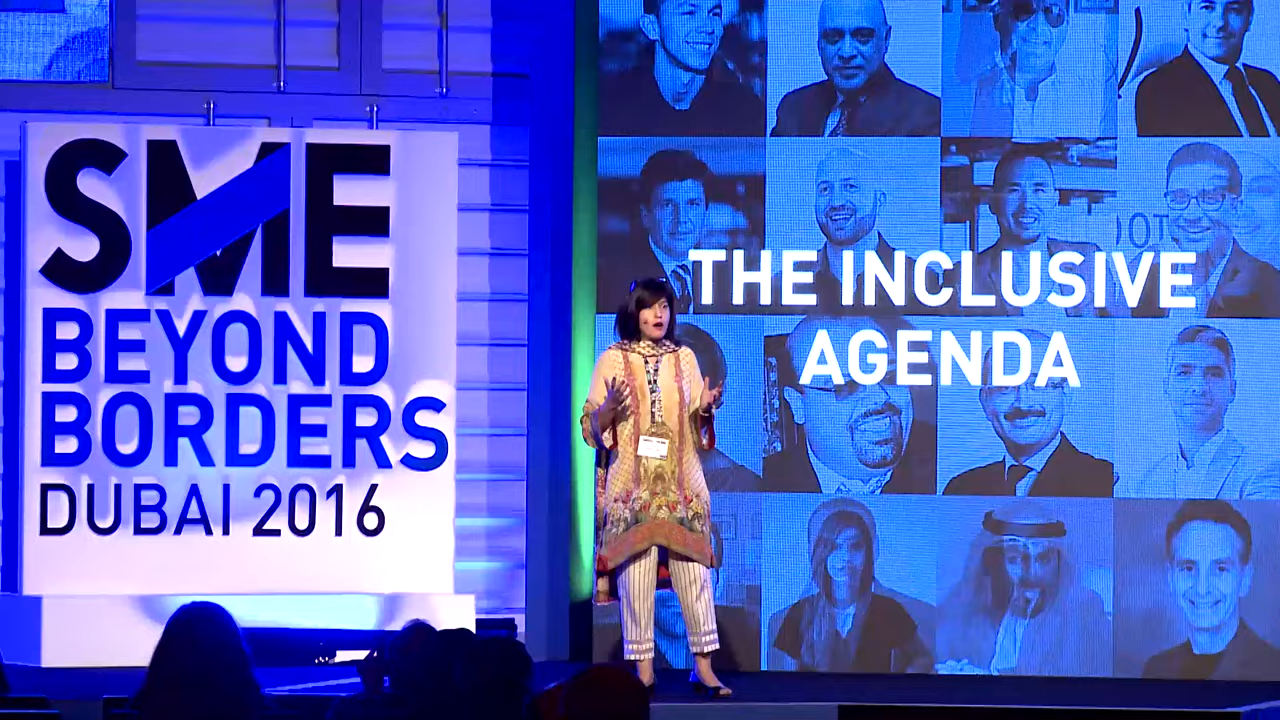 SME
BEYOND
BORDERS
DUBAI 2016
THE INCLUSIVE
AGENDA